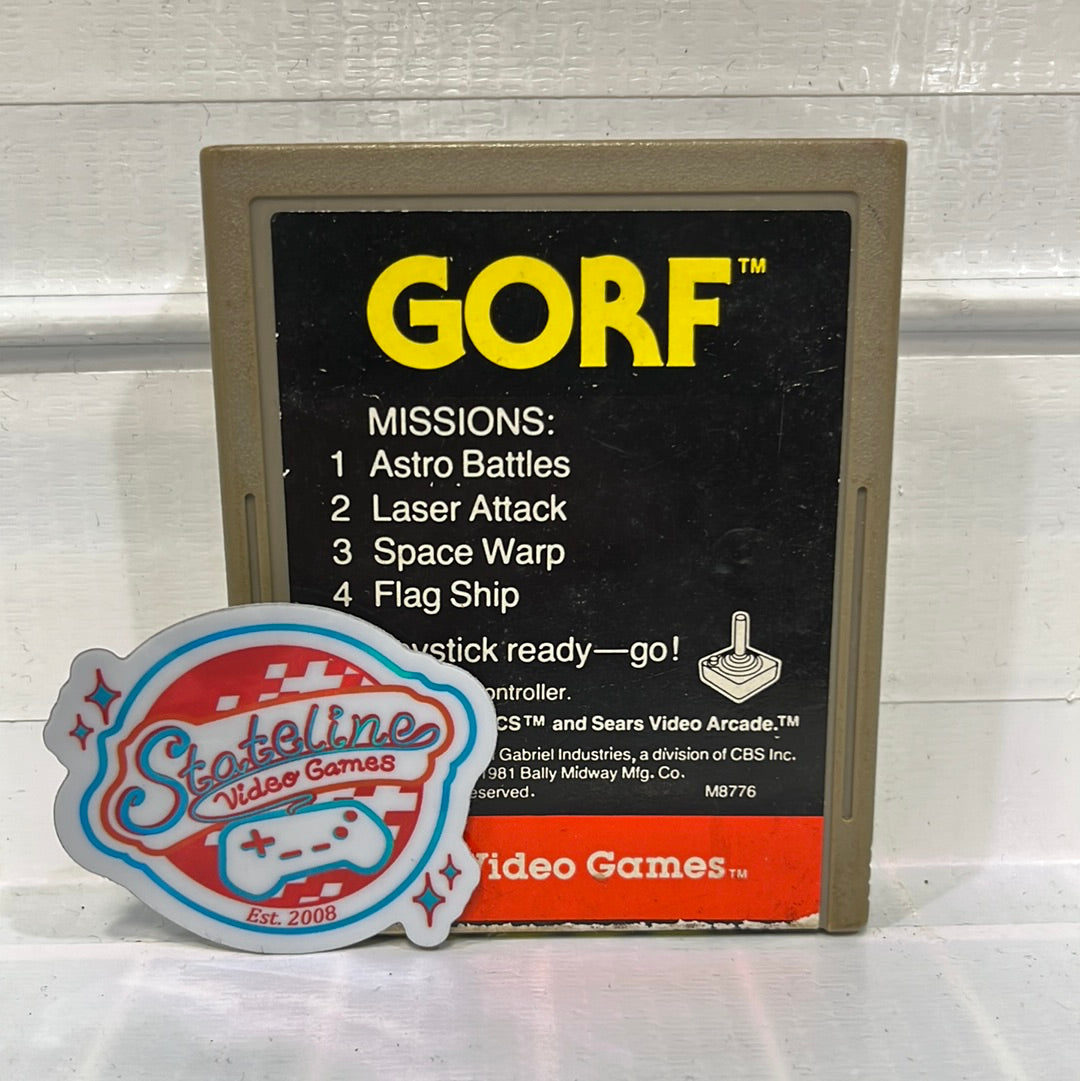 GORF™
MISSIONS:
1 Astro Battles
2 Laser Attack
3 Space Warp
4 Flag Ship
ystick ready—go!
ontroller.
CS™ and Sears Video Arcade.™
Gabriel Industries, a division of CBS Inc.
1981 Bally Midway Mfg. Co.
eserved. M8776
Video Games™
Stateline
Video Games
Est. 2008